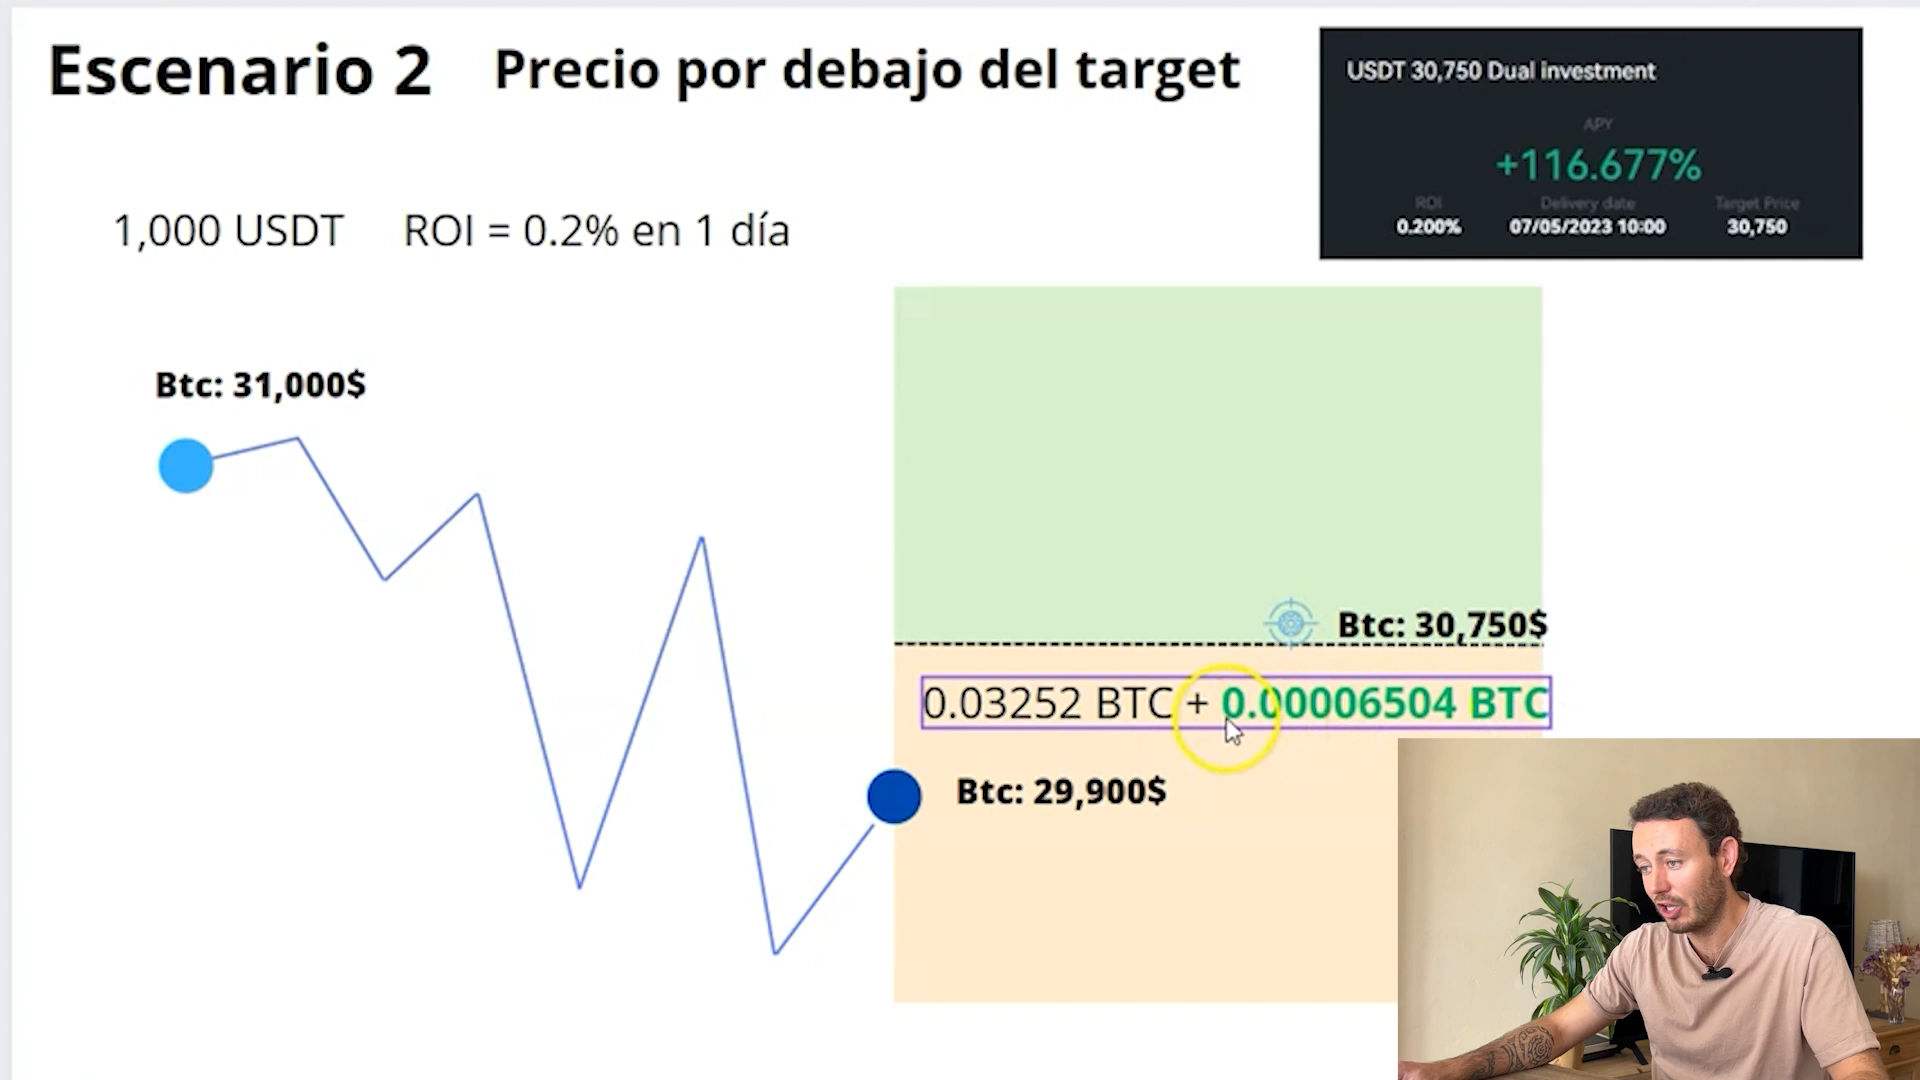 Escenario 2 Precio por debajo del target
USDT 30,750 Dual investment
APY
+116.677%
ROI Delivery date Target Price
0.200% 07/05/2023 10:00 30,750
1,000 USDT ROI = 0.2% en 1 día
Btc: 31,000$
Btc: 30,750$
0.03252 BTC + 0.00006504 BTC
Btc: 29,900$